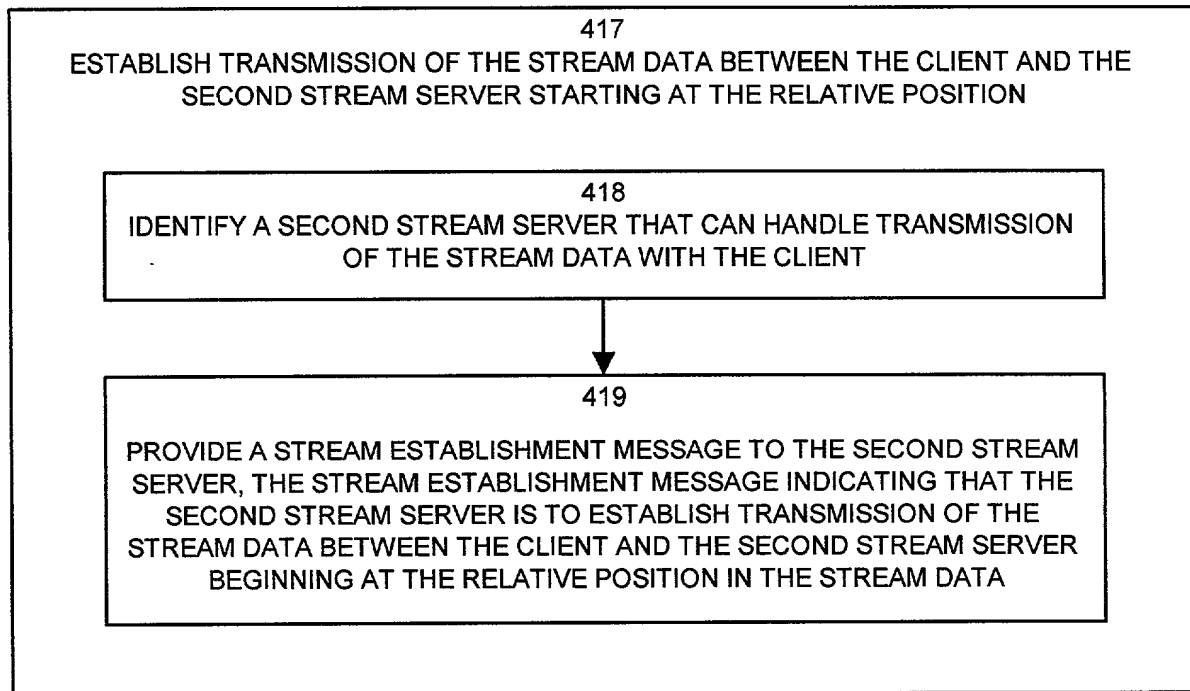 417
ESTABLISH TRANSMISSION OF THE STREAM DATA BETWEEN THE CLIENT AND THE
SECOND STREAM SERVER STARTING AT THE RELATIVE POSITION
418
IDENTIFY A SECOND STREAM SERVER THAT CAN HANDLE TRANSMISSION
OF THE STREAM DATA WITH THE CLIENT
419
PROVIDE A STREAM ESTABLISHMENT MESSAGE TO THE SECOND STREAM
SERVER, THE STREAM ESTABLISHMENT MESSAGE INDICATING THAT THE
SECOND STREAM SERVER IS TO ESTABLISH TRANSMISSION OF THE
STREAM DATA BETWEEN THE CLIENT AND THE SECOND STREAM SERVER
BEGINNING AT THE RELATIVE POSITION IN THE STREAM DATA